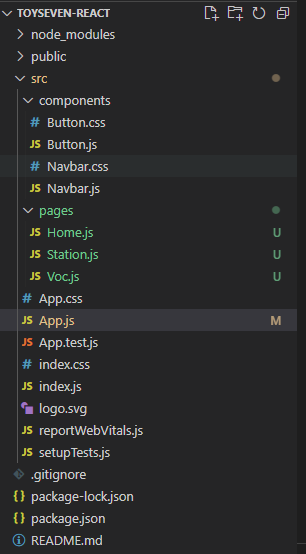 TOYSEVEN-REACT
node_modules
public
src
components
# Button.css
JS Button.js
# Navbar.css
JS Navbar.js
pages
JS Home.js U
JS Station.js U
JS Voc.js U
# App.css
JS App.js M
JS App.test.js
# index.css
JS index.js
logo.svg
JS reportWebVitals.js
JS setupTests.js
.gitignore
{} package-lock.json
{} package.json
README.md